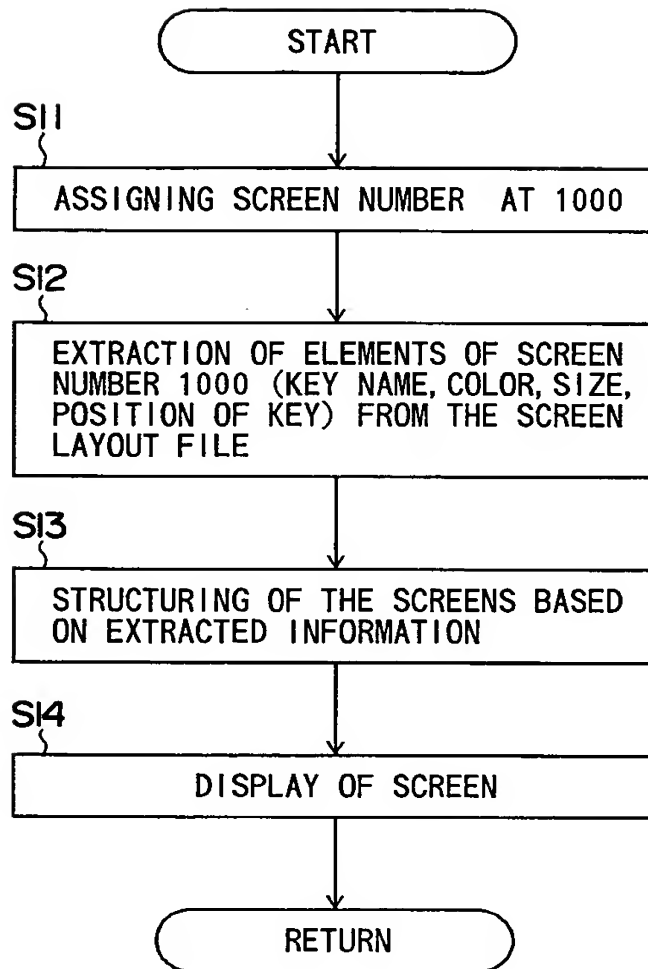 START
S11
ASSIGNING SCREEN NUMBER AT 1000
S12
EXTRACTION OF ELEMENTS OF SCREEN
NUMBER 1000 (KEY NAME, COLOR, SIZE,
POSITION OF KEY) FROM THE SCREEN
LAYOUT FILE
S13
STRUCTURING OF THE SCREENS BASED
ON EXTRACTED INFORMATION
S14
DISPLAY OF SCREEN
RETURN